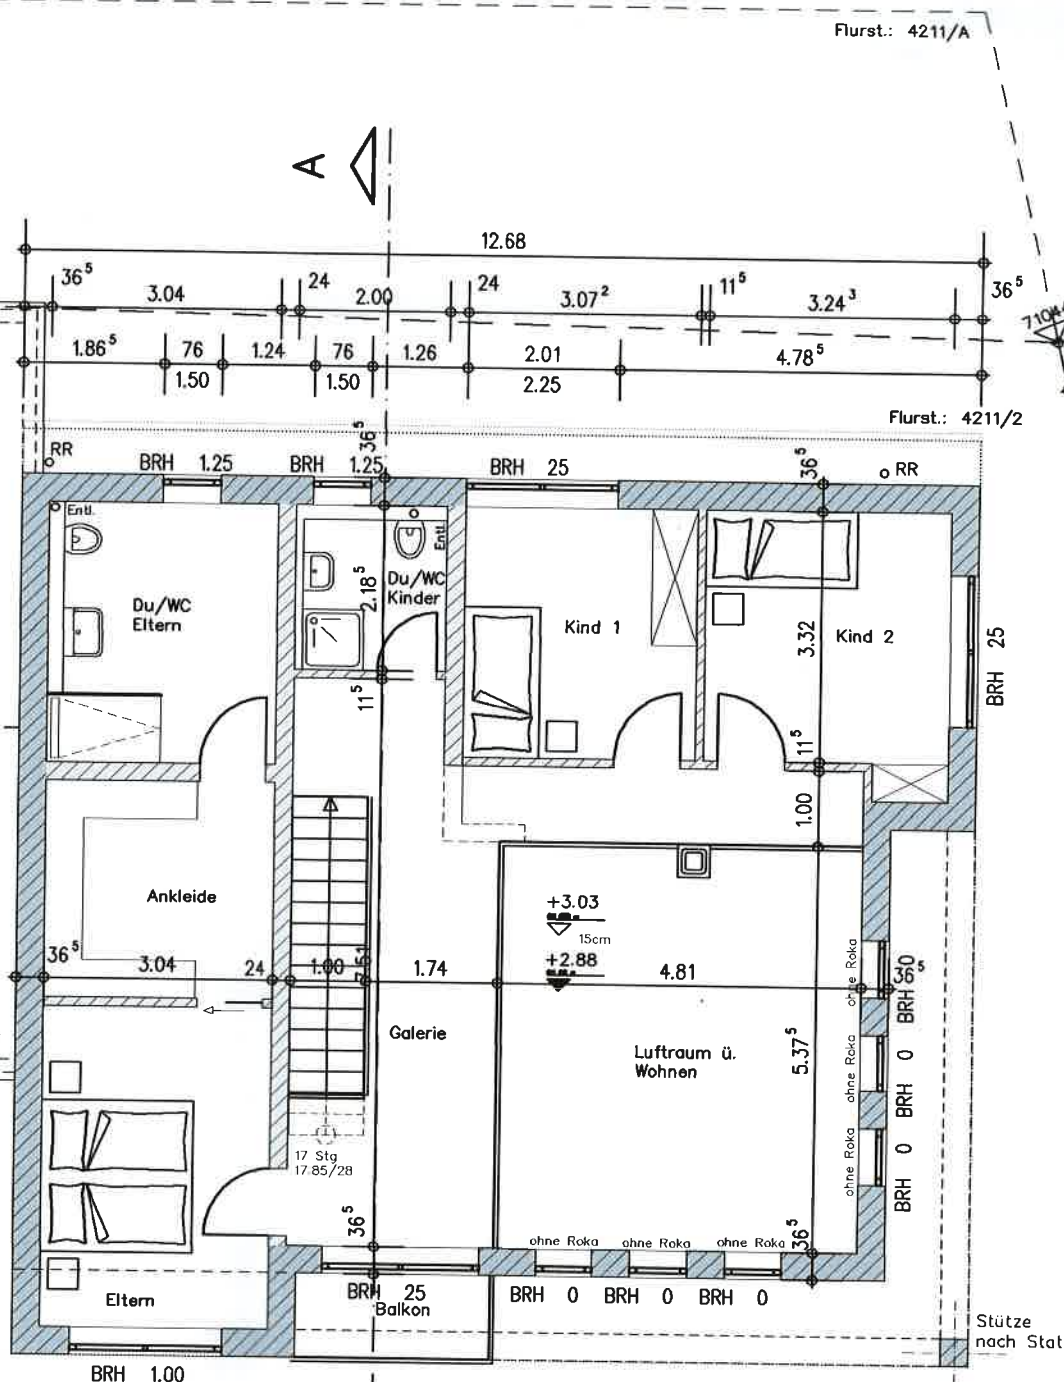 Flurst.: 4211/A
A
12.68
36⁵ 3.04 24 2.00 24 3.07² 11⁵ 3.24³ 36⁵
1.86⁵ 76 1.24 76 1.26 2.01 4.78⁵
1.50 1.50 2.25
Flurst.: 4211/2
RR
BRH 1.25
BRH 1.25
36⁵
BRH 25
36⁵
RR
Entl.
Entl.
Du/WC
Eltern
2.18⁵
Du/WC
Kinder
Kind 1
3.32
Kind 2
BRH 25
11⁵
11⁵
1.00
Ankleide
+3.03
15cm
+2.88
36⁵ 3.04 24 1.00 7.61 1.74 4.81 36⁵
ohne Roka
BRH 0
Galerie
Luftraum ü.
Wohnen
5.37⁵
ohne Roka
BRH 0
ohne Roka
BRH 0
17 Stg
17.85/28
36⁵
ohne Roka
ohne Roka
ohne Roka
36⁵
BRH 25
BRH 0
BRH 0
BRH 0
Balkon
Eltern
Stütze
nach Stat
BRH 1.00